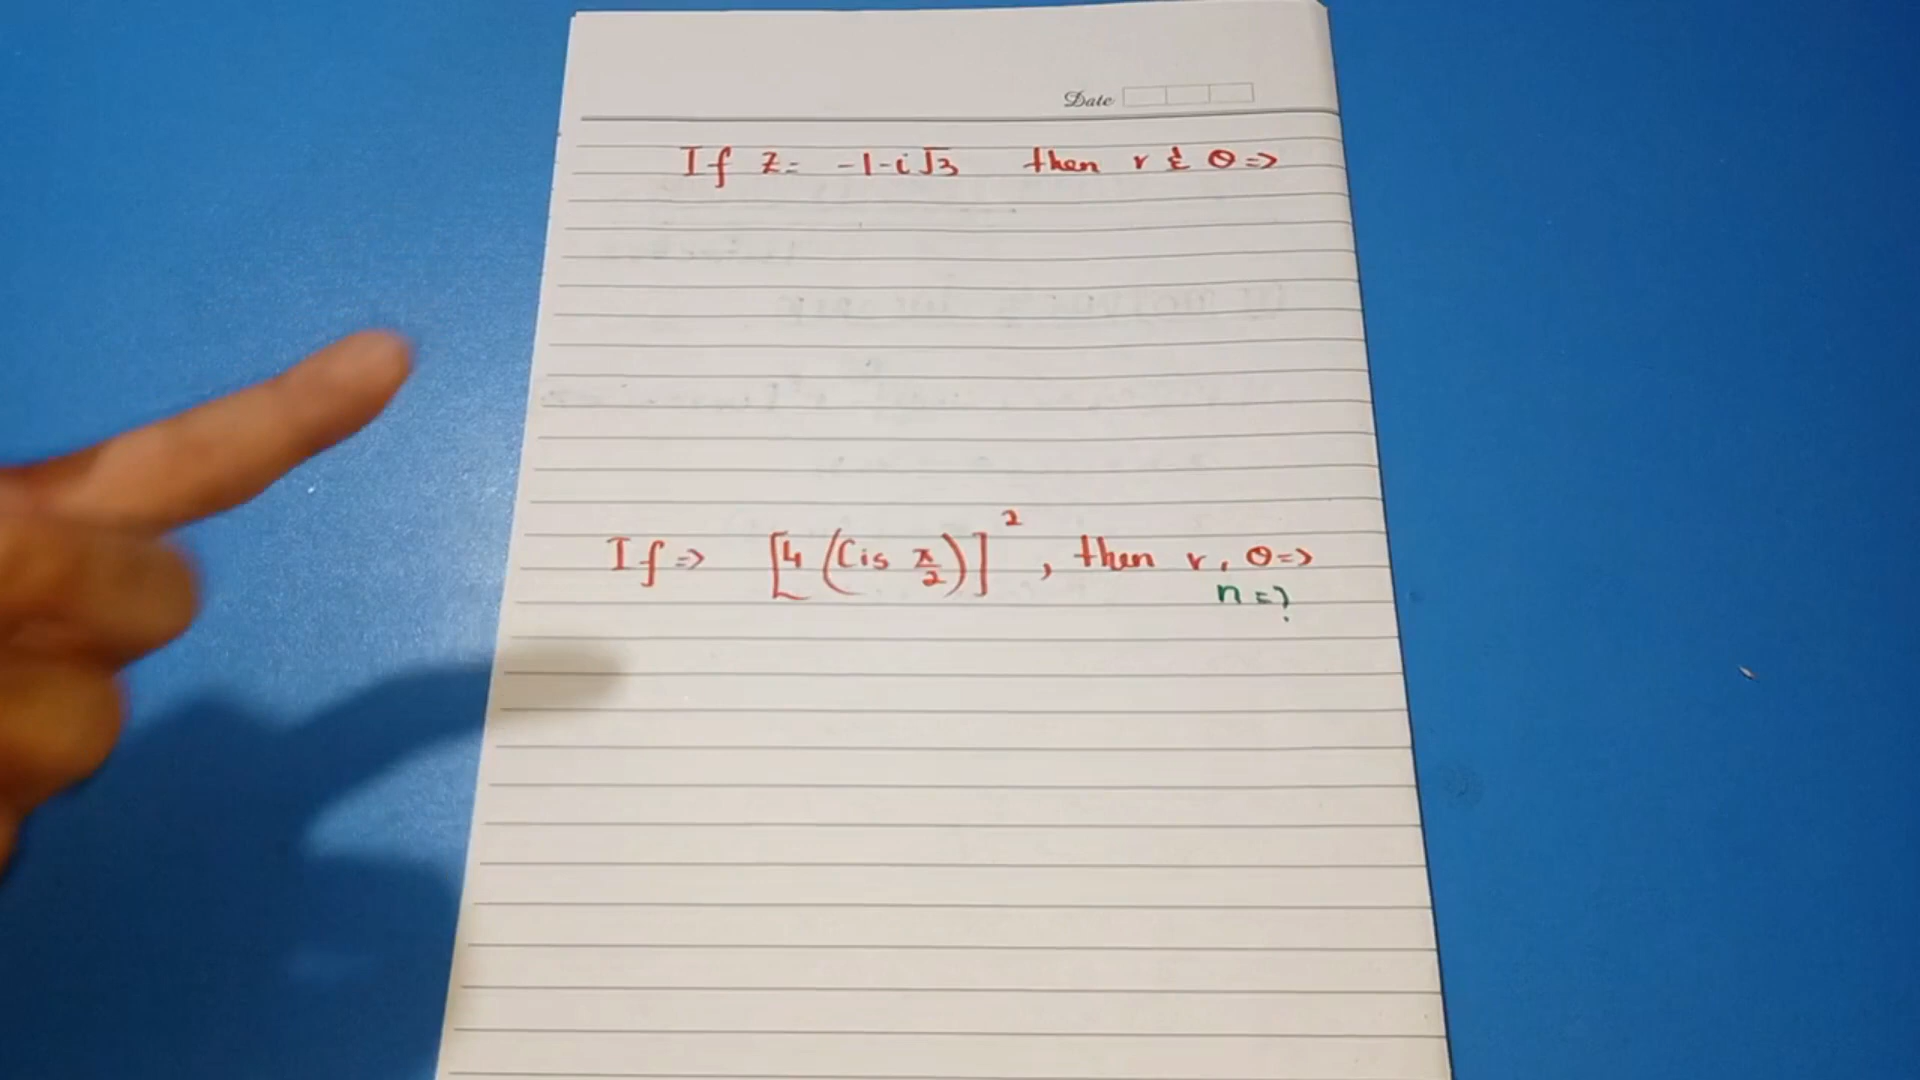 Date
If z = -1-i√3 then r & θ =>
If => [4 (Cis π/2)]², then r, θ =>
n = ?